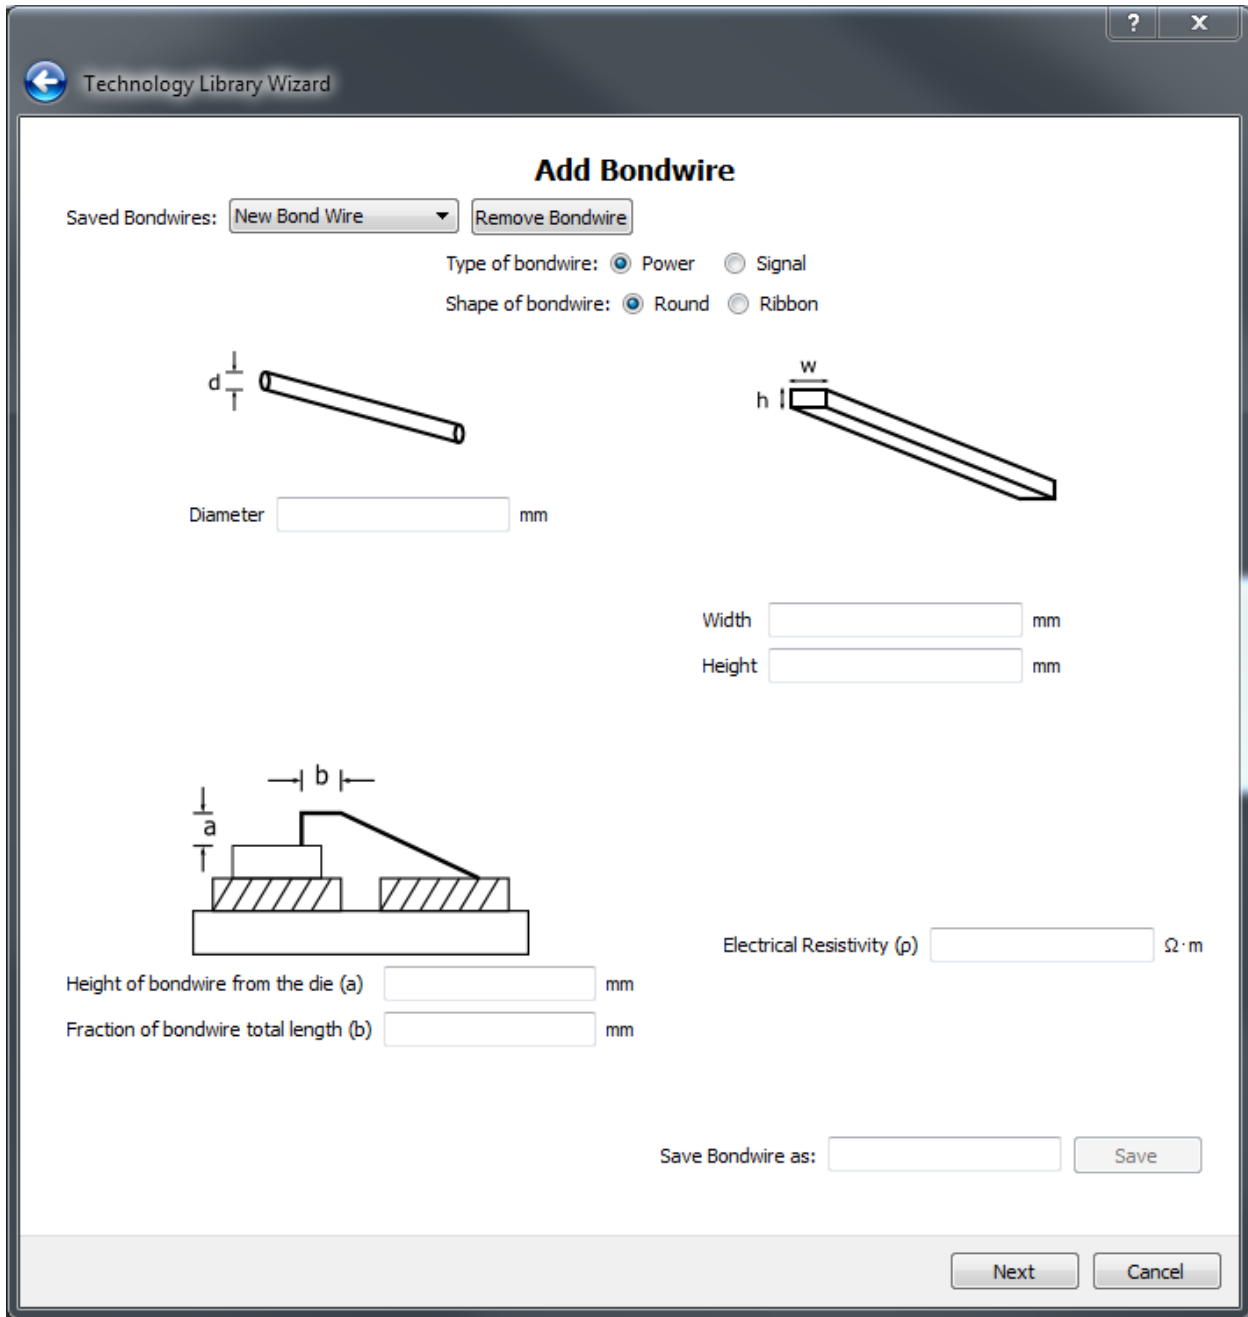 ? X
Technology Library Wizard
Add Bondwire
Saved Bondwires: New Bond Wire Remove Bondwire
Type of bondwire: Power Signal
Shape of bondwire: Round Ribbon
d
w
h
Diameter mm
Width mm
Height mm
b
a
Electrical Resistivity (ρ) Ω·m
Height of bondwire from the die (a) mm
Fraction of bondwire total length (b) mm
Save Bondwire as: Save
Next Cancel